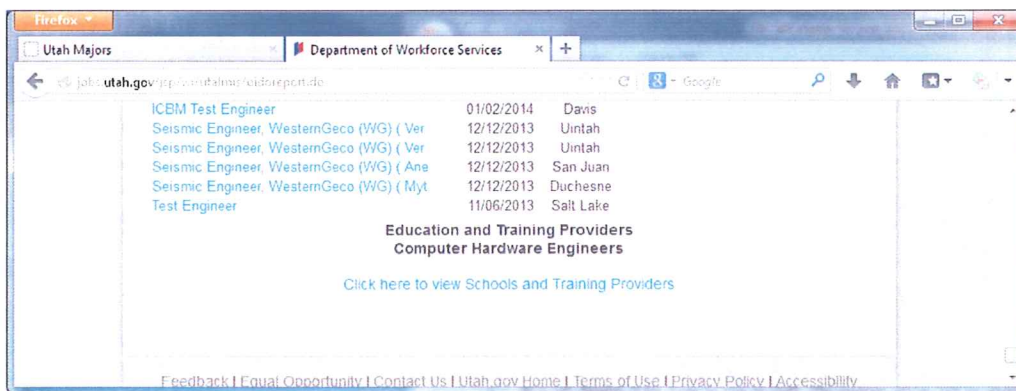 Firefox
Utah Majors
Department of Workforce Services
utah.gov
Google
ICBM Test Engineer 01/02/2014 Davis
Seismic Engineer, WesternGeco (WG) ( Ver 12/12/2013 Uintah
Seismic Engineer, WesternGeco (WG) ( Ver 12/12/2013 Uintah
Seismic Engineer, WesternGeco (WG) ( Ane 12/12/2013 San Juan
Seismic Engineer, WesternGeco (WG) ( Myt 12/12/2013 Duchesne
Test Engineer 11/06/2013 Salt Lake
Education and Training Providers
Computer Hardware Engineers
Click here to view Schools and Training Providers
Feedback | Equal Opportunity | Contact Us | Utah.gov Home | Terms of Use | Privacy Policy | Accessibility